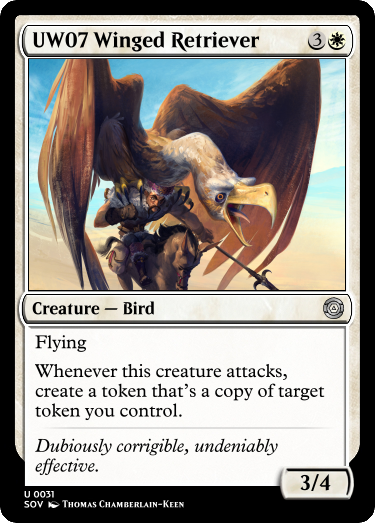 UW07 Winged Retriever 3
Creature — Bird
Flying
Whenever this creature attacks,
create a token that's a copy of target
token you control.
Dubiously corrigible, undeniably
effective.
3/4
U 0031
SOV Thomas Chamberlain-Keen